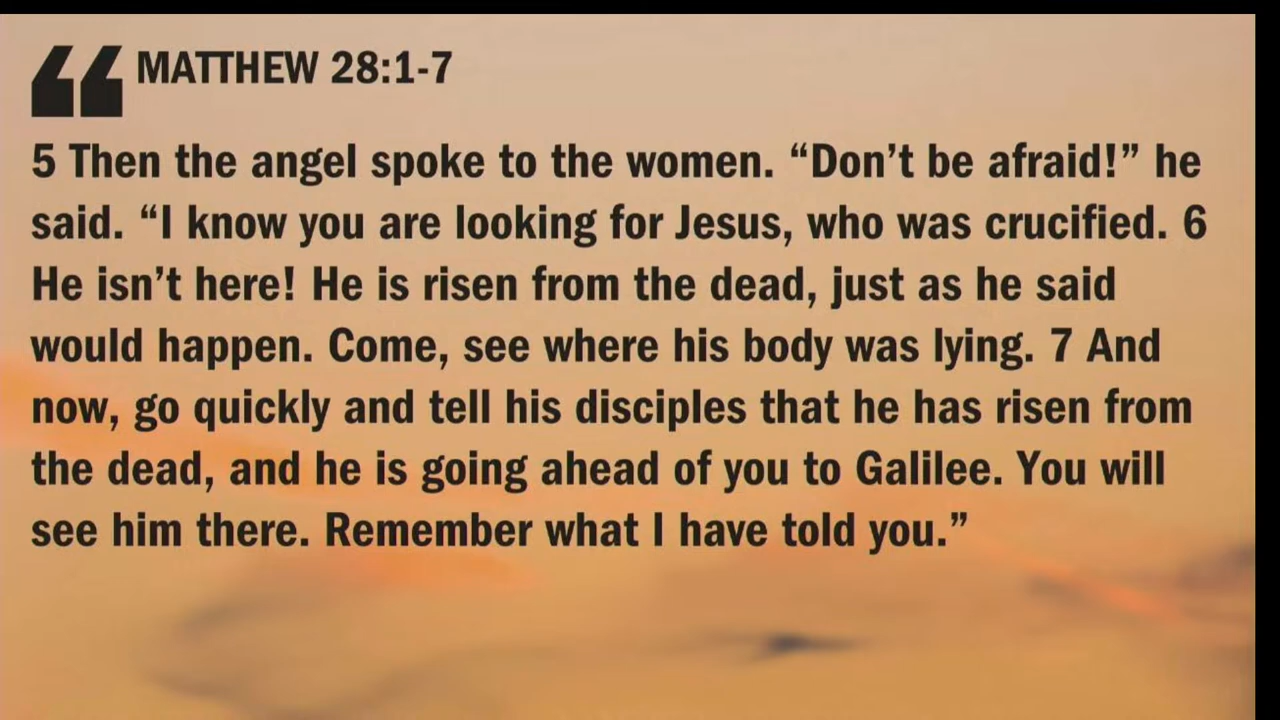 “ MATTHEW 28:1-7
5 Then the angel spoke to the women. “Don’t be afraid!” he
said. “I know you are looking for Jesus, who was crucified. 6
He isn’t here! He is risen from the dead, just as he said
would happen. Come, see where his body was lying. 7 And
now, go quickly and tell his disciples that he has risen from
the dead, and he is going ahead of you to Galilee. You will
see him there. Remember what I have told you.”